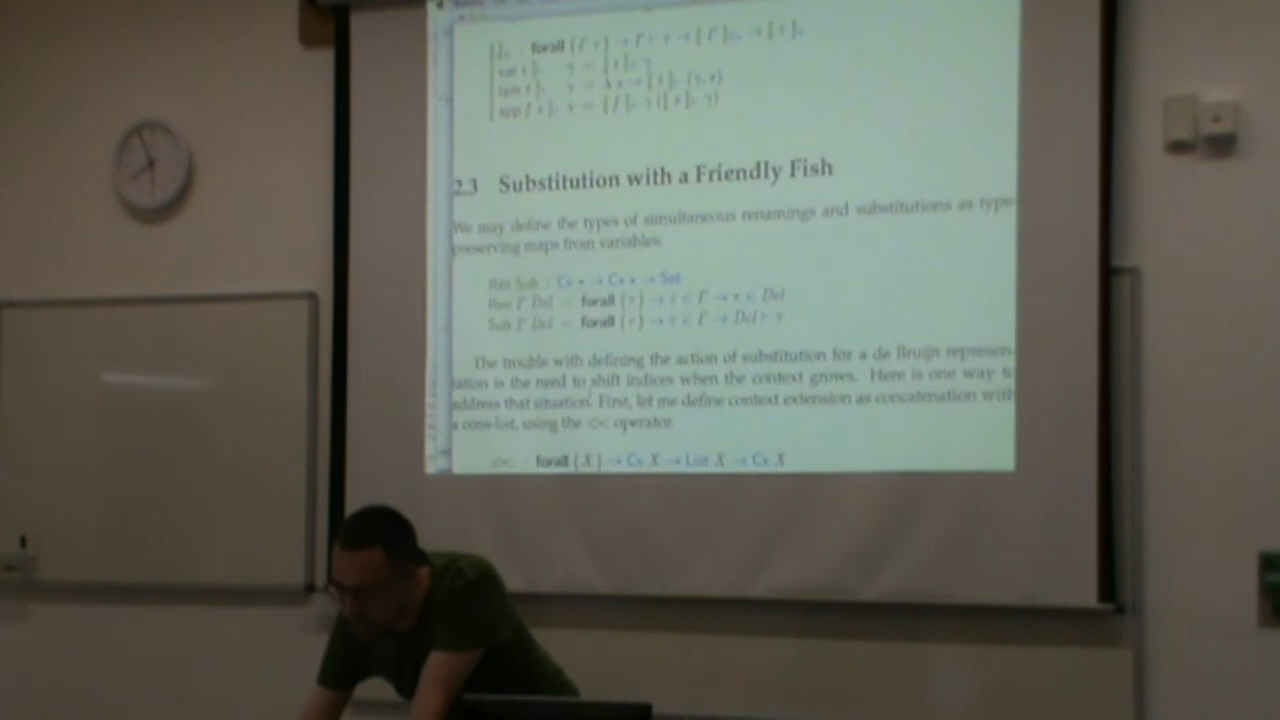 forall
var t
lam t
app f s
2.3 Substitution with a Friendly Fish
We may define the types of simultaneous renamings and substitutions as type-
preserving maps from variables:
Ren Sub : Cx ⋆ → Cx ⋆ → Set
Ren Γ Del = forall {τ} → τ ∈ Γ → τ ∈ Del
Sub Γ Del = forall {τ} → τ ∈ Γ → Del ⊢ τ
The trouble with defining the action of substitution for a de Bruijn represen-
tation is the need to shift indices when the context grows. Here is one way to
address that situation. First, let me define context extension as concatenation with
a cons-list, using the <>< operator.
forall {X} → Cx X → List X → Cx X